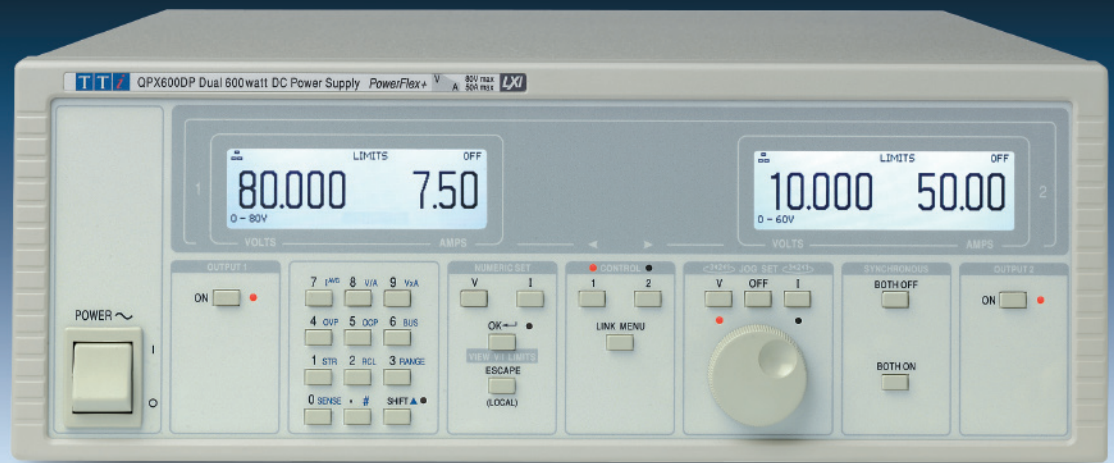 TTi QPX600DP Dual 600watt DC Power Supply PowerFlex+ V A 80V max 50A max LXI
1
LIMITS OFF
80.000 7.50
0 - 80V
VOLTS AMPS
LIMITS OFF
10.000 50.00
0 - 60V
VOLTS AMPS
2
◄ ►
POWER
I
O
OUTPUT 1
ON
7 IAVG 8 V/A 9 VxA
4 OVP 5 OCP 6 BUS
1 STR 2 RCL 3 RANGE
0 SENSE . # SHIFT▲
NUMERIC SET
V I
OK
VIEW V/I LIMITS
ESCAPE
(LOCAL)
CONTROL
1 2
LINK MENU
JOG SET
V OFF I
SYNCHRONOUS
BOTH OFF
BOTH ON
OUTPUT 2
ON